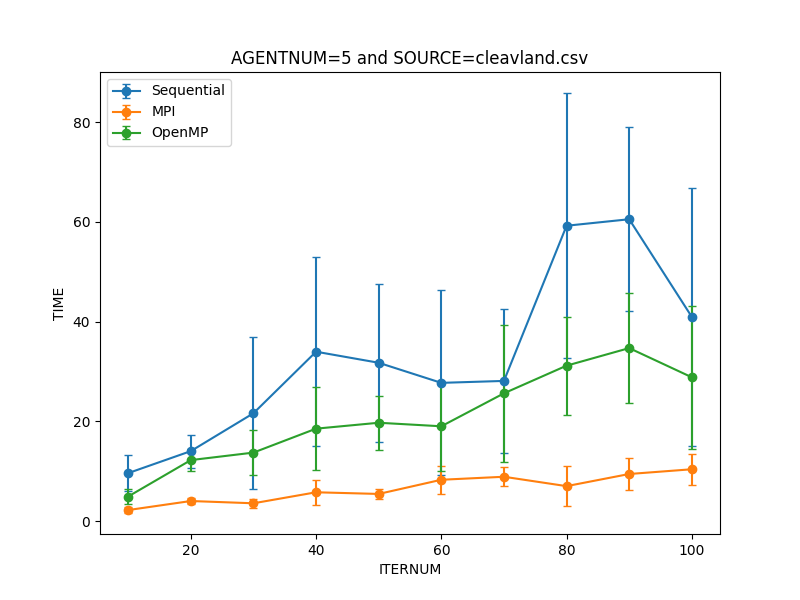 AGENTNUM=5 and SOURCE=cleavland.csv
Sequential
MPI
OpenMP
TIME
80
60
40
20
0
20 40 60 80 100
ITERNUM